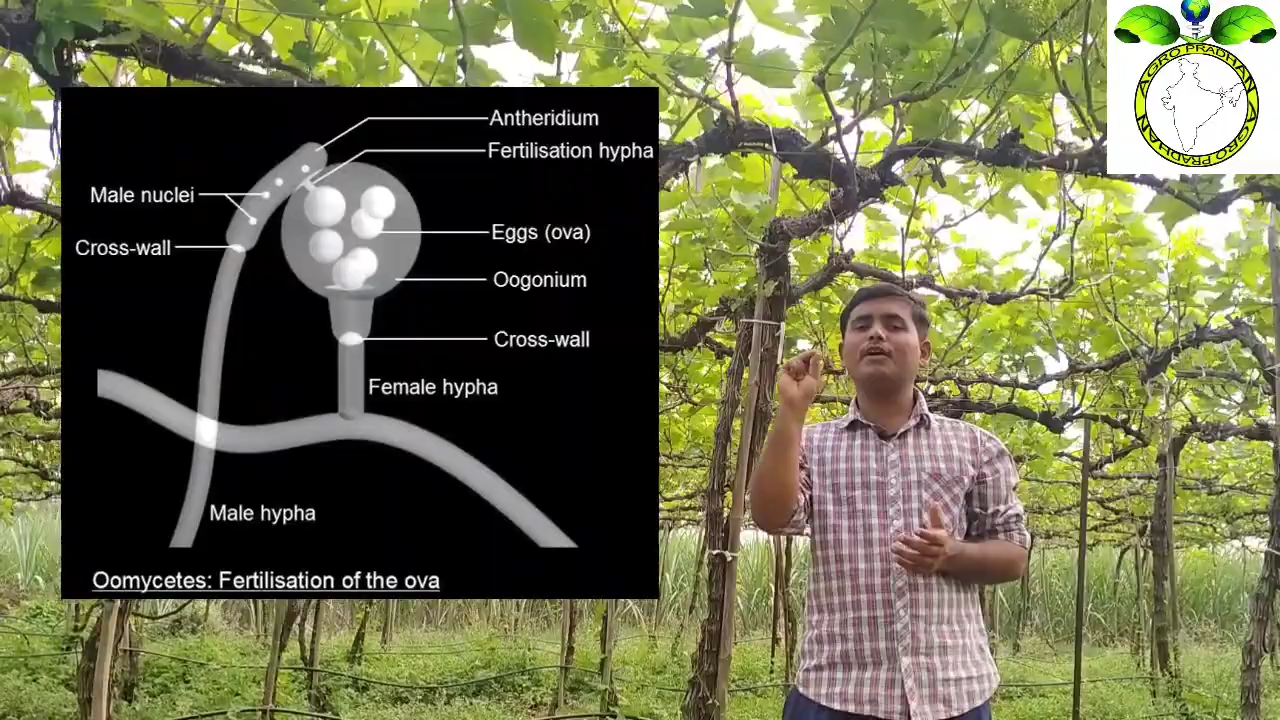 Antheridium
Fertilisation hypha
Male nuclei
Eggs (ova)
Cross-wall
Oogonium
Cross-wall
Female hypha
Male hypha
Oomycetes: Fertilisation of the ova
AGRO PRADHAN
AGRO PRADHAN